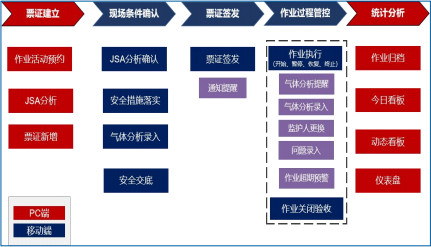 票证建立
现场条件确认
票证签发
作业过程管控
统计分析
作业活动预约
JSA分析
票证新增
JSA分析确认
安全措施落实
气体分析录入
安全交底
票证签发
通知提醒
作业执行
(开始、暂停、恢复、终止)
气体分析提醒
气体分析录入
监护人更换
问题录入
作业超期预警
作业关闭验收
作业归档
今日看板
动态看板
仪表盘
PC端
移动端